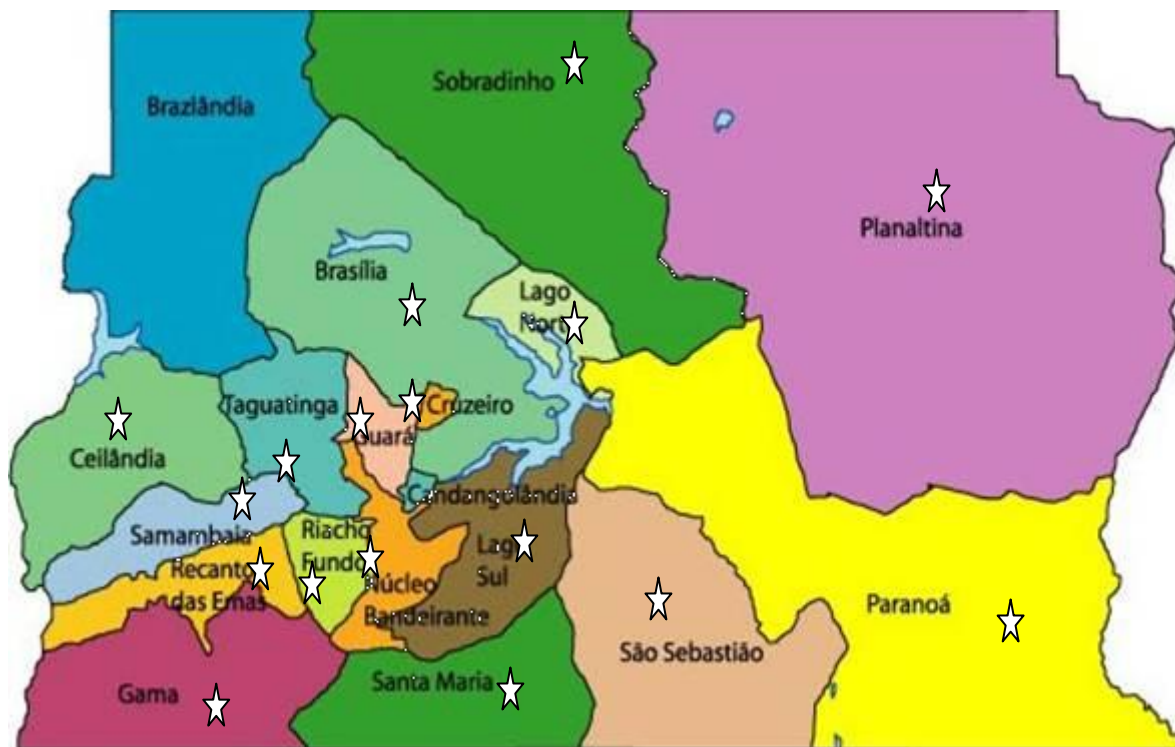 Sobradinho
Brazlândia
Planaltina
Brasília
Lago
Norte
Taguatinga
Cruzeiro
Guará
Ceilândia
Candangolândia
Samambaia
Riacho
Fundo
Lago
Sul
Recanto
das Emas
Núcleo
Bandeirante
Paranoá
São Sebastião
Santa Maria
Gama